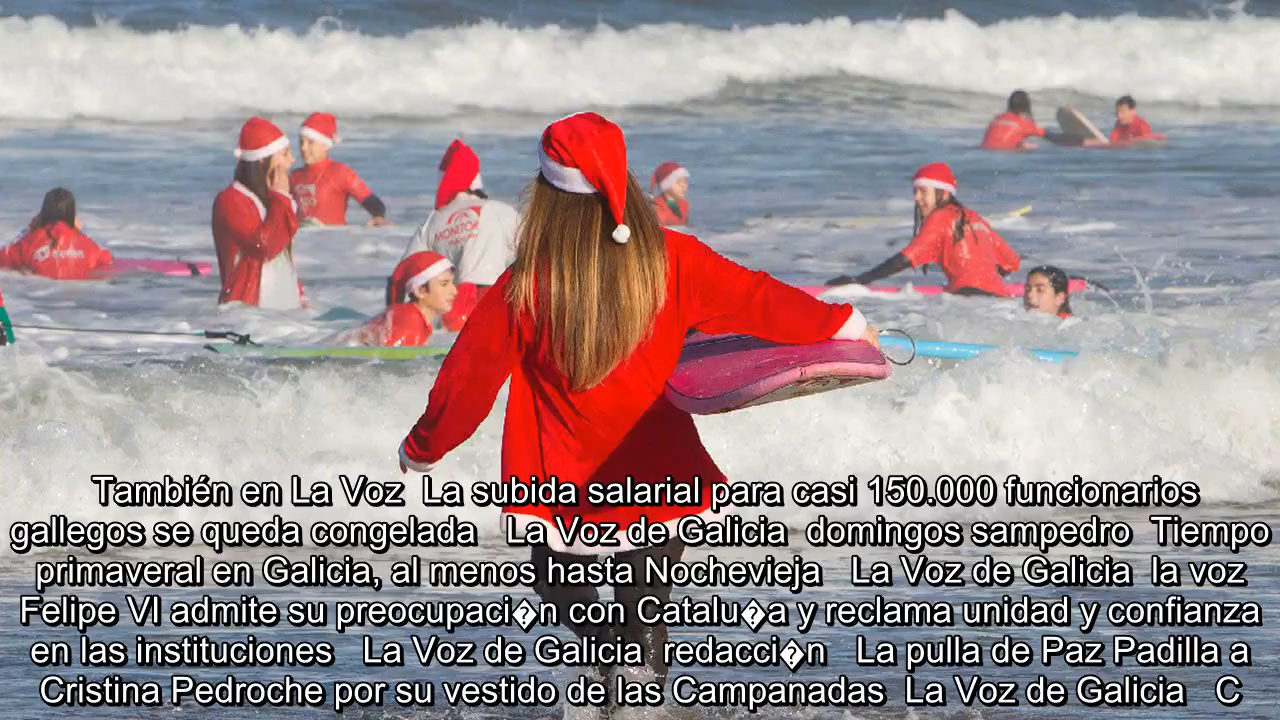 MONITOR
También en La Voz La subida salarial para casi 150.000 funcionarios
gallegos se queda congelada La Voz de Galicia domingos sampedro Tiempo
primaveral en Galicia, al menos hasta Nochevieja La Voz de Galicia la voz
Felipe VI admite su preocupaci�n con Catalu�a y reclama unidad y confianza
en las instituciones La Voz de Galicia redacci�n La pulla de Paz Padilla a
Cristina Pedroche por su vestido de las Campanadas La Voz de Galicia C